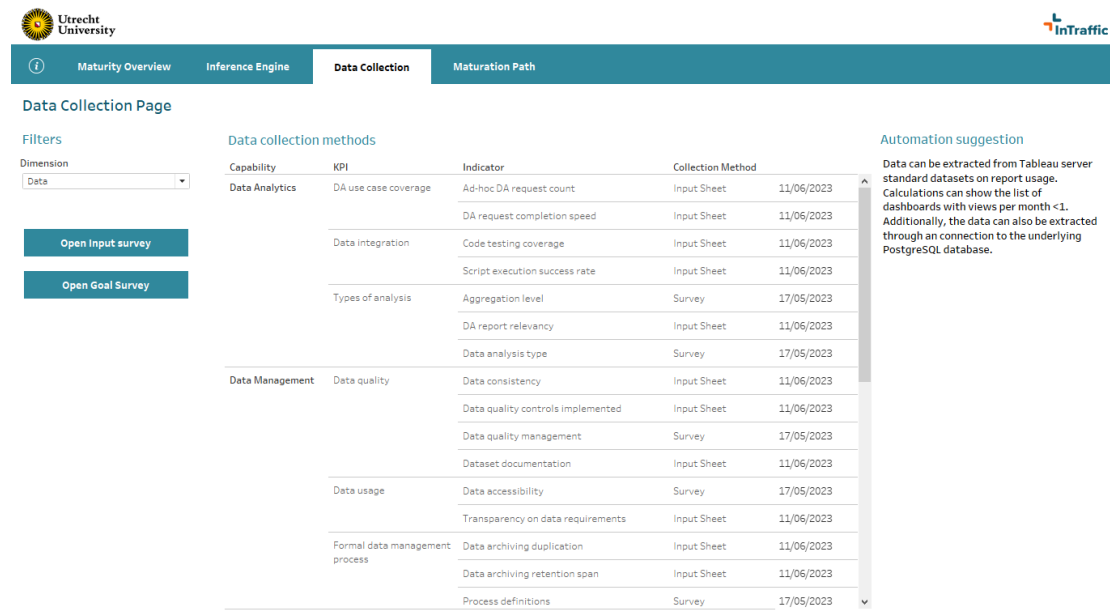 Utrecht
University
InTraffic
i Maturity Overview Inference Engine Data Collection Maturation Path
Data Collection Page
Filters
Dimension
Data
Open Input survey
Open Goal Survey
Data collection methods
Capability KPI Indicator Collection Method
Data Analytics DA use case coverage Ad-hoc DA request count Input Sheet 11/06/2023
DA request completion speed Input Sheet 11/06/2023
Data integration Code testing coverage Input Sheet 11/06/2023
Script execution success rate Input Sheet 11/06/2023
Types of analysis Aggregation level Survey 17/05/2023
DA report relevancy Input Sheet 11/06/2023
Data analysis type Survey 17/05/2023
Data Management Data quality Data consistency Input Sheet 11/06/2023
Data quality controls implemented Input Sheet 11/06/2023
Data quality management Survey 17/05/2023
Dataset documentation Input Sheet 11/06/2023
Data usage Data accessibility Survey 17/05/2023
Transparency on data requirements Input Sheet 11/06/2023
Formal data management Data archiving duplication Input Sheet 11/06/2023
process
Data archiving retention span Input Sheet 11/06/2023
Process definitions Survey 17/05/2023
Automation suggestion
Data can be extracted from Tableau server
standard datasets on report usage.
Calculations can show the list of
dashboards with views per month <1.
Additionally, the data can also be extracted
through an connection to the underlying
PostgreSQL database.